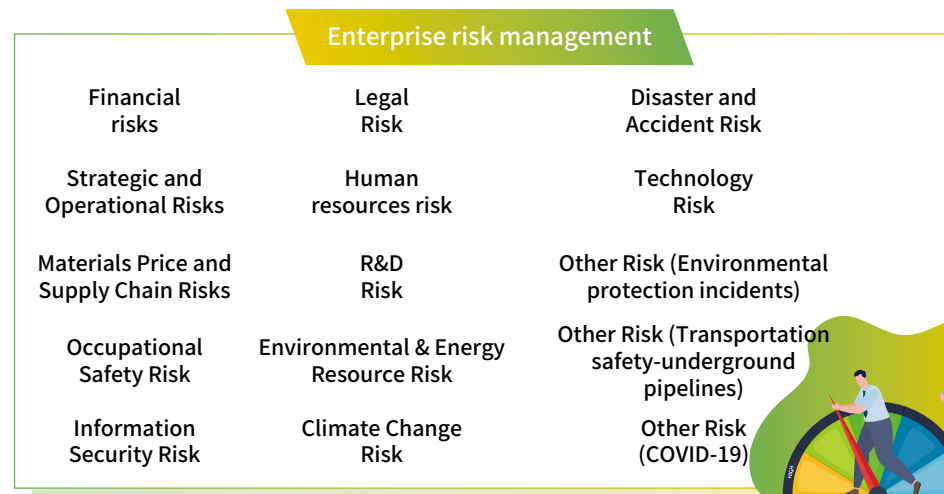 Enterprise risk management
Financial
risks
Legal
Risk
Disaster and
Accident Risk
Strategic and
Operational Risks
Human
resources risk
Technology
Risk
Materials Price and
Supply Chain Risks
R&D
Risk
Other Risk (Environmental
protection incidents)
Occupational
Safety Risk
Environmental & Energy
Resource Risk
Other Risk (Transportation
safety-underground
pipelines)
Information
Security Risk
Climate Change
Risk
Other Risk
(COVID-19)
HIGH